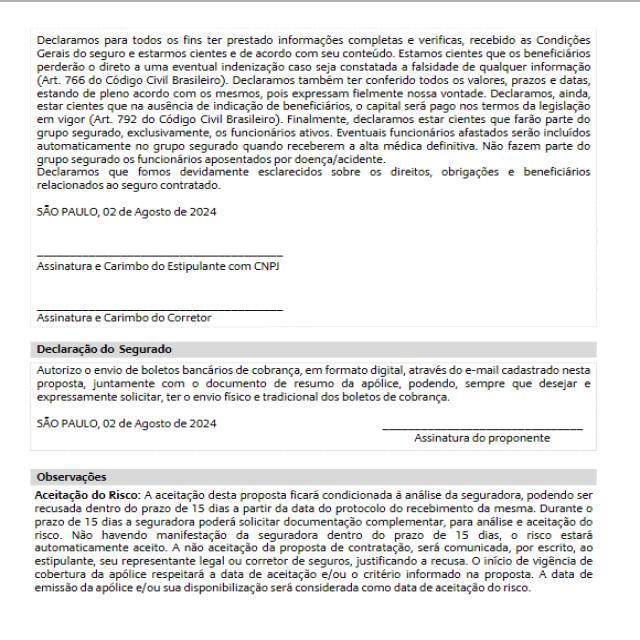 Declaramos para todos os fins ter prestado informações completas e verificas, recebido as Condições
Gerais do seguro e estarmos cientes e de acordo com seu conteúdo. Estamos cientes que os beneficiários
perderão o direto a uma eventual indenização caso seja constatada a falsidade de qualquer informação
(Art. 766 do Código Civil Brasileiro). Declaramos também ter conferido todos os valores, prazos e datas,
estando de pleno acordo com os mesmos, pois expressam fielmente nossa vontade. Declaramos, ainda,
estar cientes que na ausência de indicação de beneficiários, o capital será pago nos termos da legislação
em vigor (Art. 792 do Código Civil Brasileiro). Finalmente, declaramos estar cientes que farão parte do
grupo segurado, exclusivamente, os funcionários ativos. Eventuais funcionários afastados serão incluídos
automaticamente no grupo segurado quando receberem a alta médica definitiva. Não fazem parte do
grupo segurado os funcionários aposentados por doença/acidente.
Declaramos que fomos devidamente esclarecidos sobre os direitos, obrigações e beneficiários
relacionados ao seguro contratado.
SÃO PAULO, 02 de Agosto de 2024
Assinatura e Carimbo do Estipulante com CNPJ
Assinatura e Carimbo do Corretor
Declaração do Segurado
Autorizo o envio de boletos bancários de cobrança, em formato digital, através do e-mail cadastrado nesta
proposta, juntamente com o documento de resumo da apólice, podendo, sempre que desejar e
expressamente solicitar, ter o envio físico e tradicional dos boletos de cobrança.
SÃO PAULO, 02 de Agosto de 2024
Assinatura do proponente
Observações
Aceitação do Risco: A aceitação desta proposta ficará condicionada à análise da seguradora, podendo ser
recusada dentro do prazo de 15 dias a partir da data do protocolo do recebimento da mesma. Durante o
prazo de 15 dias a seguradora poderá solicitar documentação complementar, para análise e aceitação do
risco. Não havendo manifestação da seguradora dentro do prazo de 15 dias, o risco estará
automaticamente aceito. A não aceitação da proposta de contratação, será comunicada, por escrito, ao
estipulante, seu representante legal ou corretor de seguros, justificando a recusa. O início de vigência de
cobertura da apólice respeitará a data de aceitação e/ou o critério informado na proposta. A data de
emissão da apólice e/ou sua disponibilização será considerada como data de aceitação do risco.